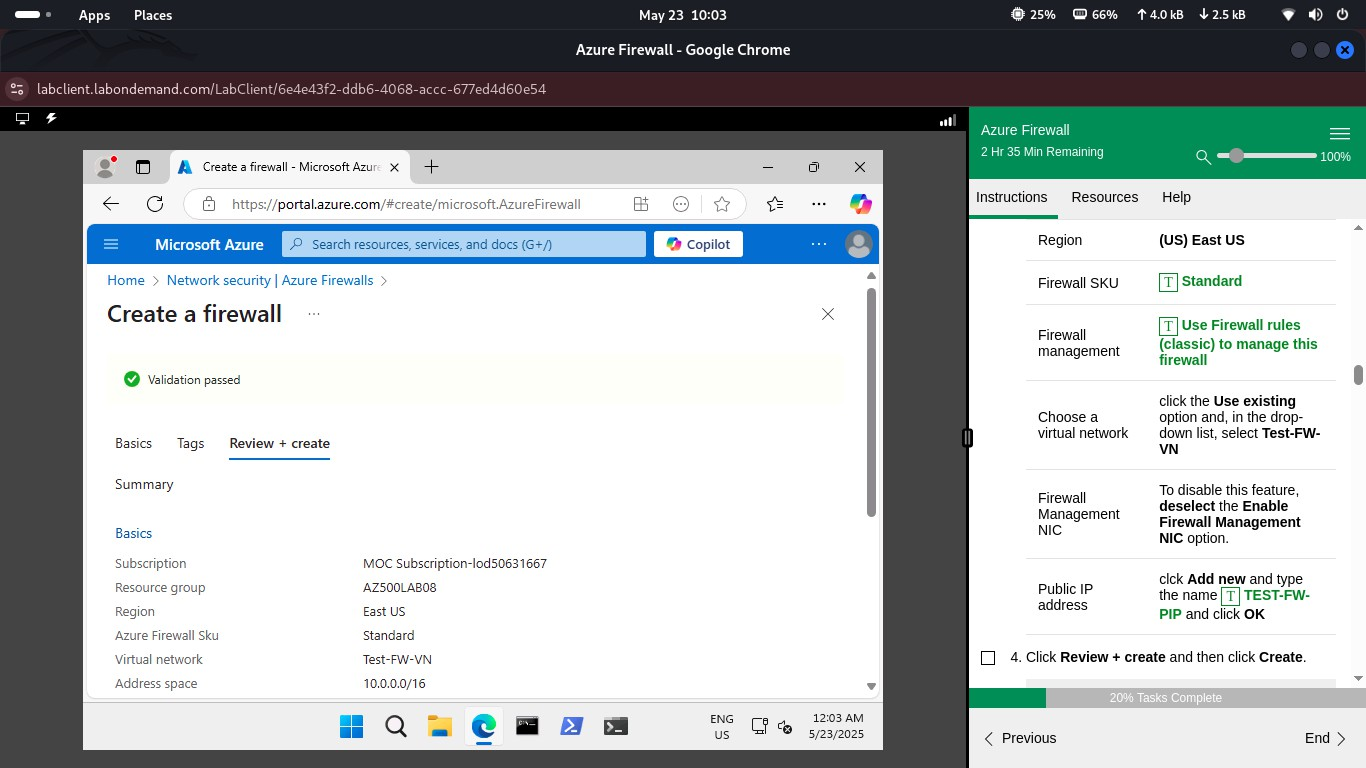 Apps Places May 23 10:03 25% 66% 4.0 kB 2.5 kB
Azure Firewall - Google Chrome
labclient.labondemand.com/LabClient/6e4e43f2-ddb6-4068-accc-677ed4d60e54
Create a firewall - Microsoft Azure
https://portal.azure.com/#create/microsoft.AzureFirewall
Microsoft Azure
Search resources, services, and docs (G+/)
Copilot
Home > Network security | Azure Firewalls >
Create a firewall
Validation passed
Basics Tags Review + create
Summary
Basics
Subscription MOC Subscription-lod50631667
Resource group AZ500LAB08
Region East US
Azure Firewall Sku Standard
Virtual network Test-FW-VN
Address space 10.0.0.0/16
ENG
US
12:03 AM
5/23/2025
Azure Firewall
2 Hr 35 Min Remaining
100%
Instructions Resources Help
Region (US) East US
Firewall SKU T Standard
Firewall
management
T Use Firewall rules
(classic) to manage this
firewall
Choose a
virtual network
click the Use existing
option and, in the drop-
down list, select Test-FW-
VN
Firewall
Management
NIC
To disable this feature,
deselect the Enable
Firewall Management
NIC option.
Public IP
address
clck Add new and type
the name T TEST-FW-
PIP and click OK
4. Click Review + create and then click Create.
20% Tasks Complete
Previous End